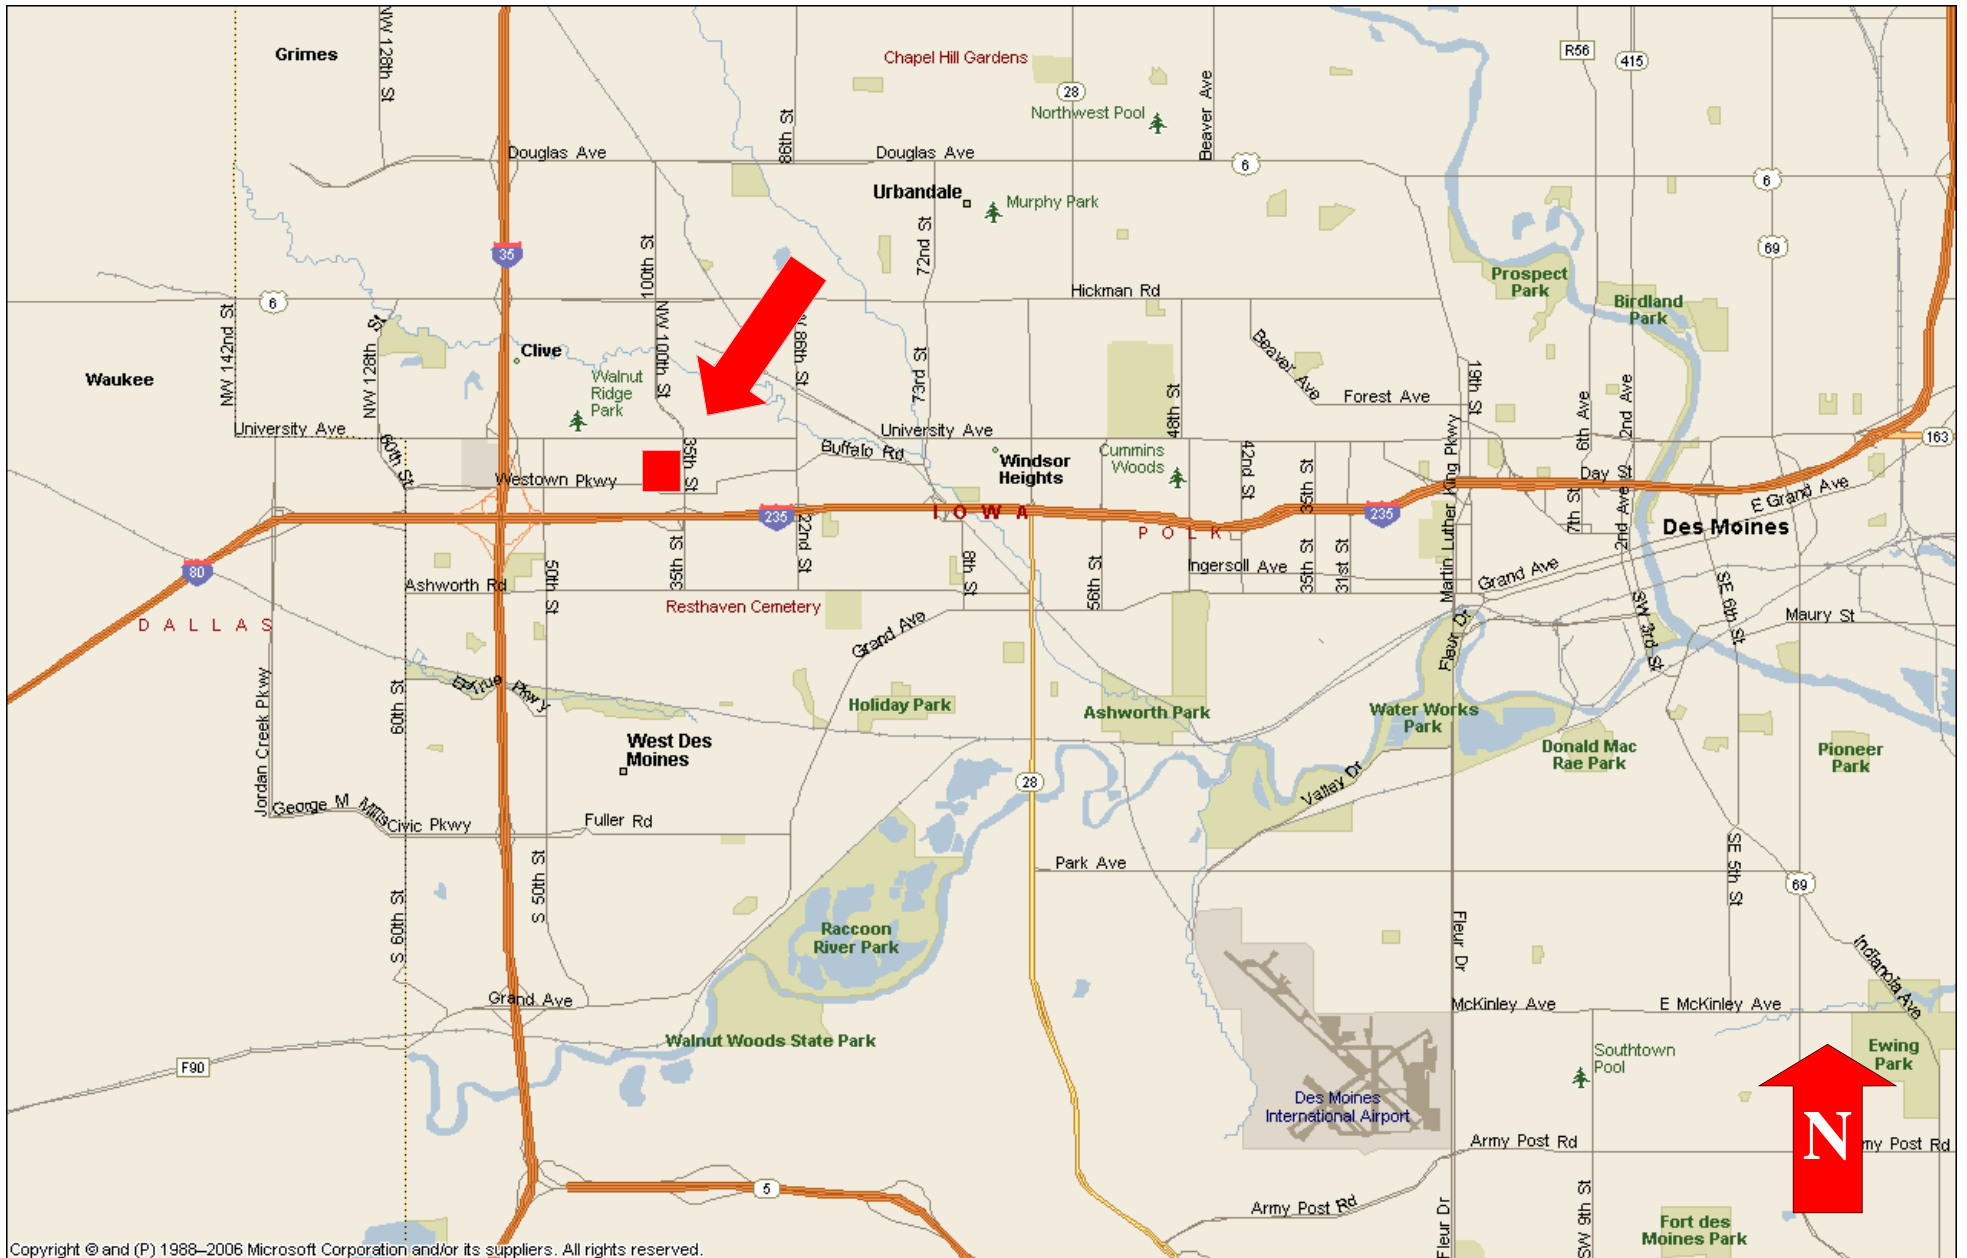 Grimes
NW 128th St
Chapel Hill Gardens
R56
415
28
Northwest Pool
Beaver Ave
86th St
Douglas Ave
Douglas Ave
6
6
Urbandale
Murphy Park
72nd St
100th St
35
69
Prospect
Park
Hickman Rd
Birdland
Park
6
NW 142nd St
NW 128th St
Clive
NW 100th St
86th St
73rd St
Beaver Ave
Waukee
Walnut
Ridge
Park
48th St
Forest Ave
19th St
6th Ave
2nd Ave
University Ave
University Ave
163
60th St
35th St
Buffalo Rd
Windsor
Heights
Cummins
Woods
42nd St
35th St
Martin Luther King Pkwy
Day St
Westown Pkwy
7th St
2nd Ave
E Grand Ave
235
I O W A
235
P O L K
Des Moines
22nd St
80
35th St
8th St
56th St
Ingersoll Ave
35th St
31st St
Grand Ave
Ashworth Rd
50th St
SE 6th St
SW 3rd St
Resthaven Cemetery
Maury St
D A L L A S
Grand Ave
Fleur Dr
Jordan Creek Pkwy
60th St
Pkwy
Holiday Park
Ashworth Park
Water Works
Park
West Des
Moines
Donald Mac
Rae Park
Pioneer
Park
28
Valley Dr
George M Mills
Civic Pkwy
Fuller Rd
Park Ave
SE 5th St
69
S 50th St
S 60th St
Raccoon
River Park
Fleur Dr
Indianola Ave
Grand Ave
McKinley Ave
E McKinley Ave
Walnut Woods State Park
Southtown
Pool
Ewing
Park
F90
Des Moines
International Airport
N
Army Post Rd
my Post Rd
5
Army Post Rd
Fleur Dr
SW 9th St
Fort des
Moines Park
Copyright © and (P) 1988–2006 Microsoft Corporation and/or its suppliers. All rights reserved.